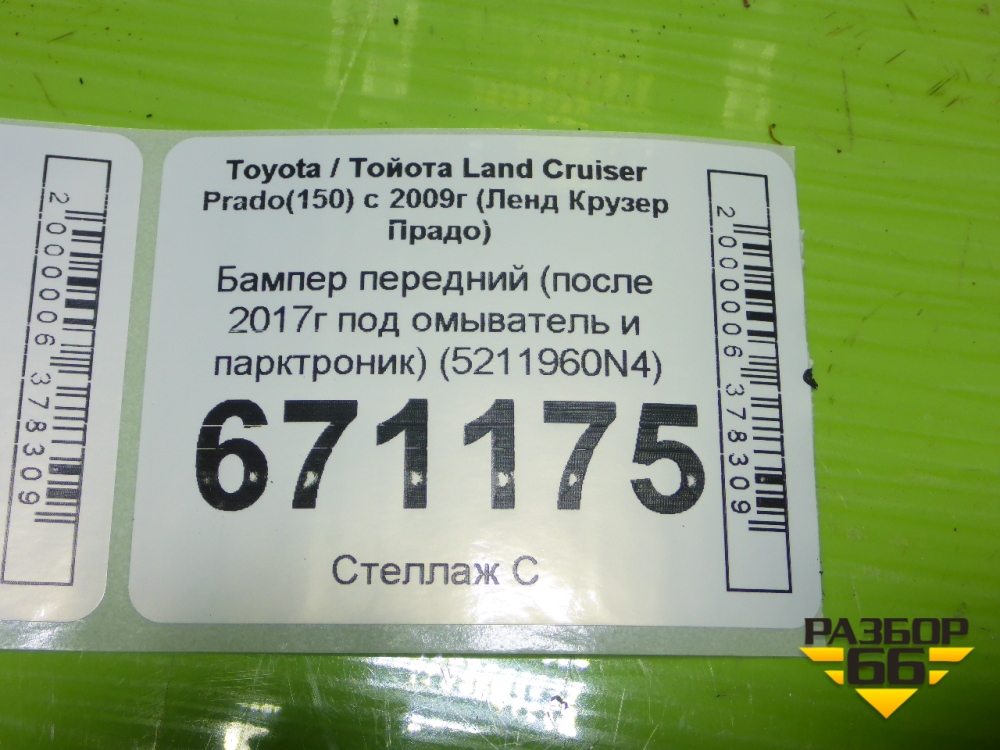 Toyota / Тойота Land Cruiser
Prado(150) с 2009г (Ленд Крузер
Прадо)
Бампер передний (после
2017г под омыватель и
парктроник) (5211960N4)
671175
Стеллаж С
2000006378309
2000006378309
РАЗБОР
66